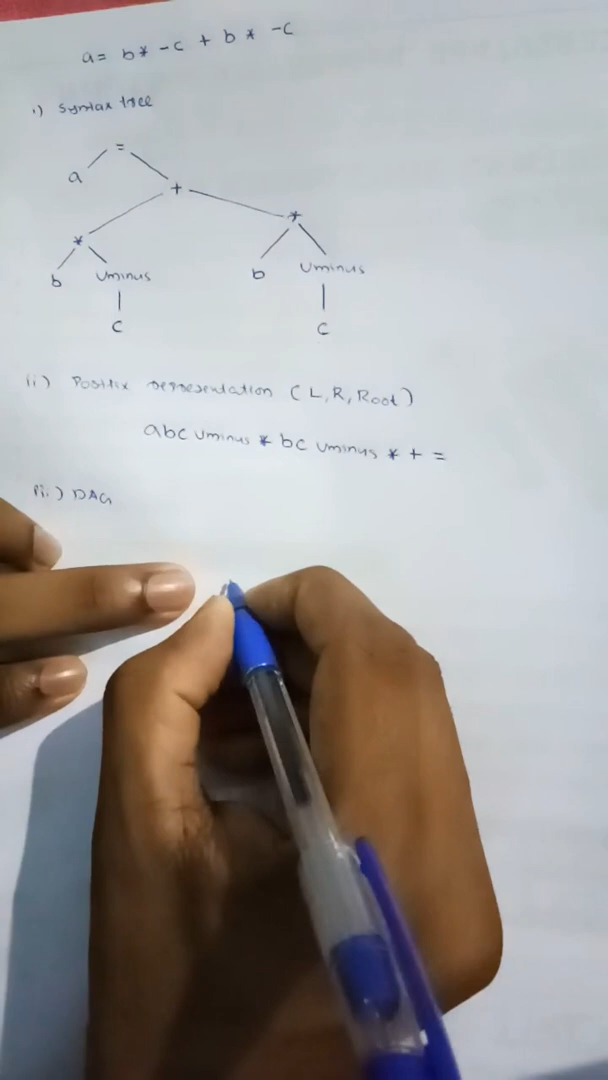 a = b * -c + b * -c
i) Syntax tree
=
a
+
*
*
b
Uminus
b
Uminus
c
c
ii) Postfix representation (L, R, Root)
abc uminus * bc uminus * + =
iii.) DAG